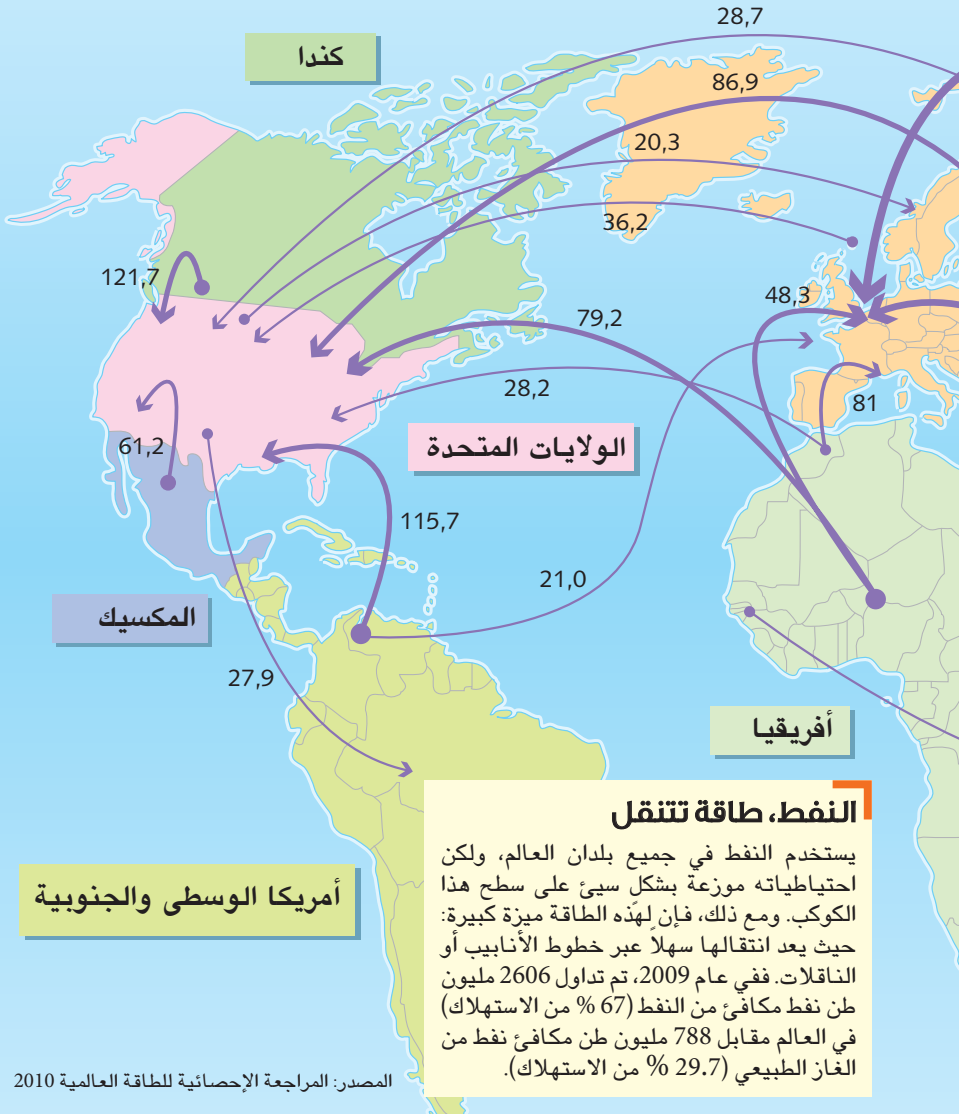 28,7
كندا
86,9
20,3
36,2
121,7
48,3
79,2
28,2
81
61,2
الولايات المتحدة
115,7
21,0
المكسيك
27,9
أفريقيا
النفط، طاقة تتنقل
يستخدم النفط في جميع بلدان العالم، ولكن
احتياطياته موزعة بشكلٍ سيئ على سطح هذا
الكوكب. ومع ذلك، فإن لهذه الطاقة ميزة كبيرة:
حيث يعد انتقالها سهلاً عبر خطوط الأنابيب أو
الناقلات. ففي عام 2009، تم تداول 2606 مليون
طن نفط مكافئ من النفط (67 % من الاستهلاك)
في العالم مقابل 788 مليون طن مكافئ نفط من
الغاز الطبيعي (29.7 % من الاستهلاك).
أمريكا الوسطى والجنوبية
المصدر: المراجعة الإحصائية للطاقة العالمية 2010